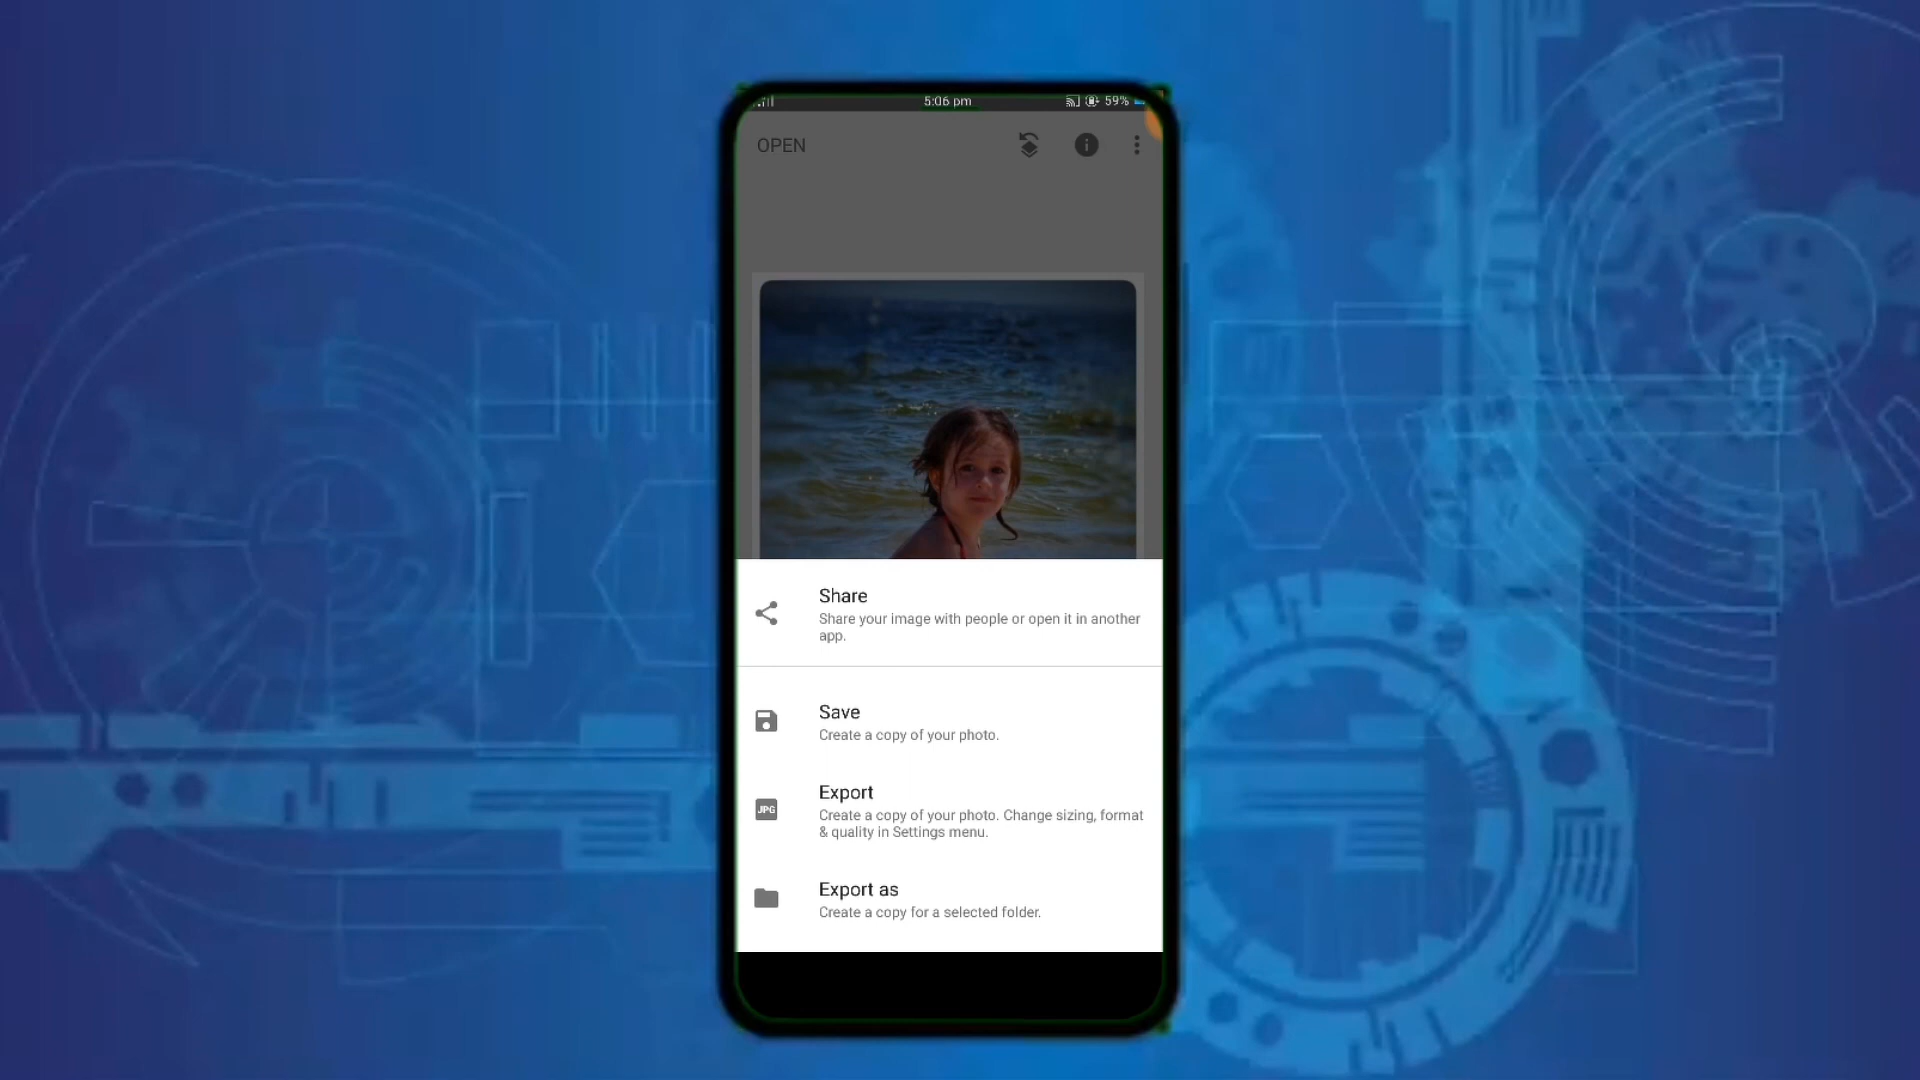 5:06 pm
59%
OPEN
Share
Share your image with people or open it in another
app.
Save
Create a copy of your photo.
JPG
Export
Create a copy of your photo. Change sizing, format
& quality in Settings menu.
Export as
Create a copy for a selected folder.